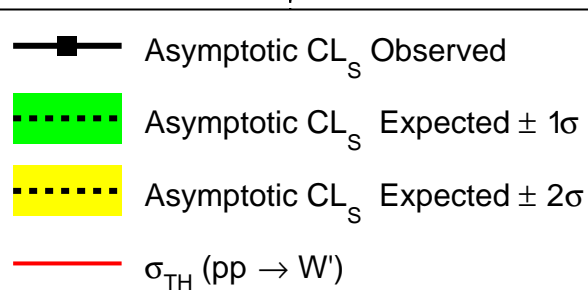 Asymptotic CL_S Observed
Asymptotic CL_S Expected ± 1σ
Asymptotic CL_S Expected ± 2σ
σ_TH (pp → W')